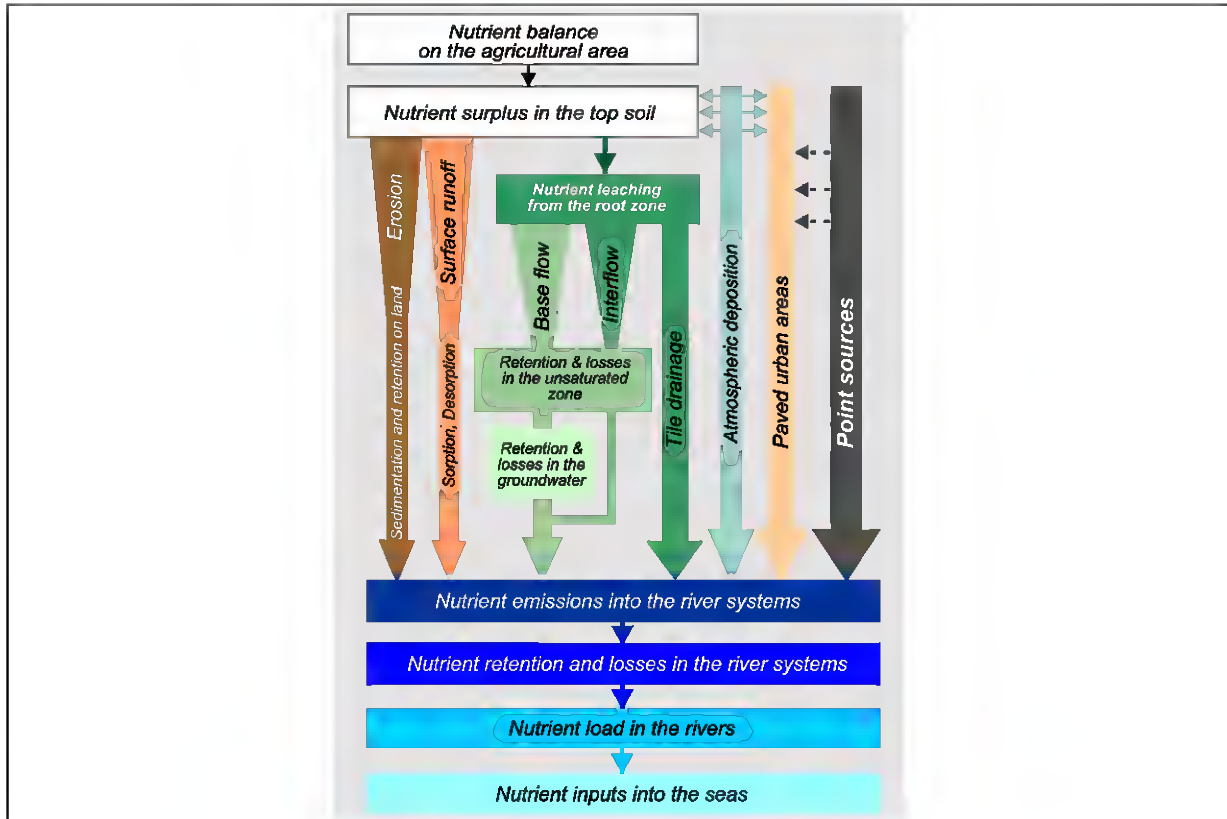 Nutrient balance
on the agricultural area
Nutrient surplus in the top soil
Erosion
Sedimentation and retention on land
Surface runoff
Sorption, Desorption
Nutrient leaching
from the root zone
Base flow
Interflow
Retention & losses
in the unsaturated
zone
Retention &
losses in the
groundwater
Tile drainage
Atmospheric deposition
Paved urban areas
Point sources
Nutrient emissions into the river systems
Nutrient retention and losses in the river systems
Nutrient load in the rivers
Nutrient inputs into the seas